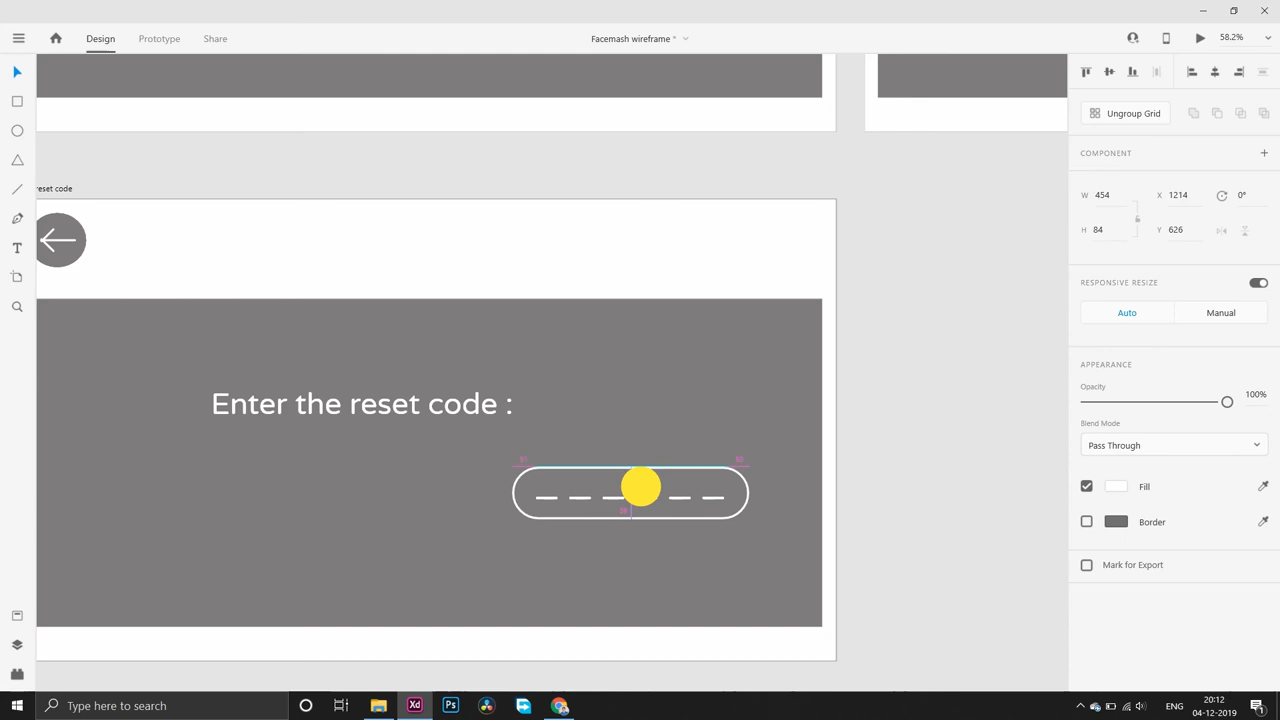 Design
Prototype
Share
Facemash wireframe *
58.2%
Ungroup Grid
COMPONENT
W 454
X 1214
0°
H 84
Y 626
RESPONSIVE RESIZE
Auto
Manual
APPEARANCE
Opacity
100%
Blend Mode
Pass Through
Fill
Border
Mark for Export
reset code
Enter the reset code :
T
Type here to search
Xd
Ps
ENG
20:12
04-12-2019